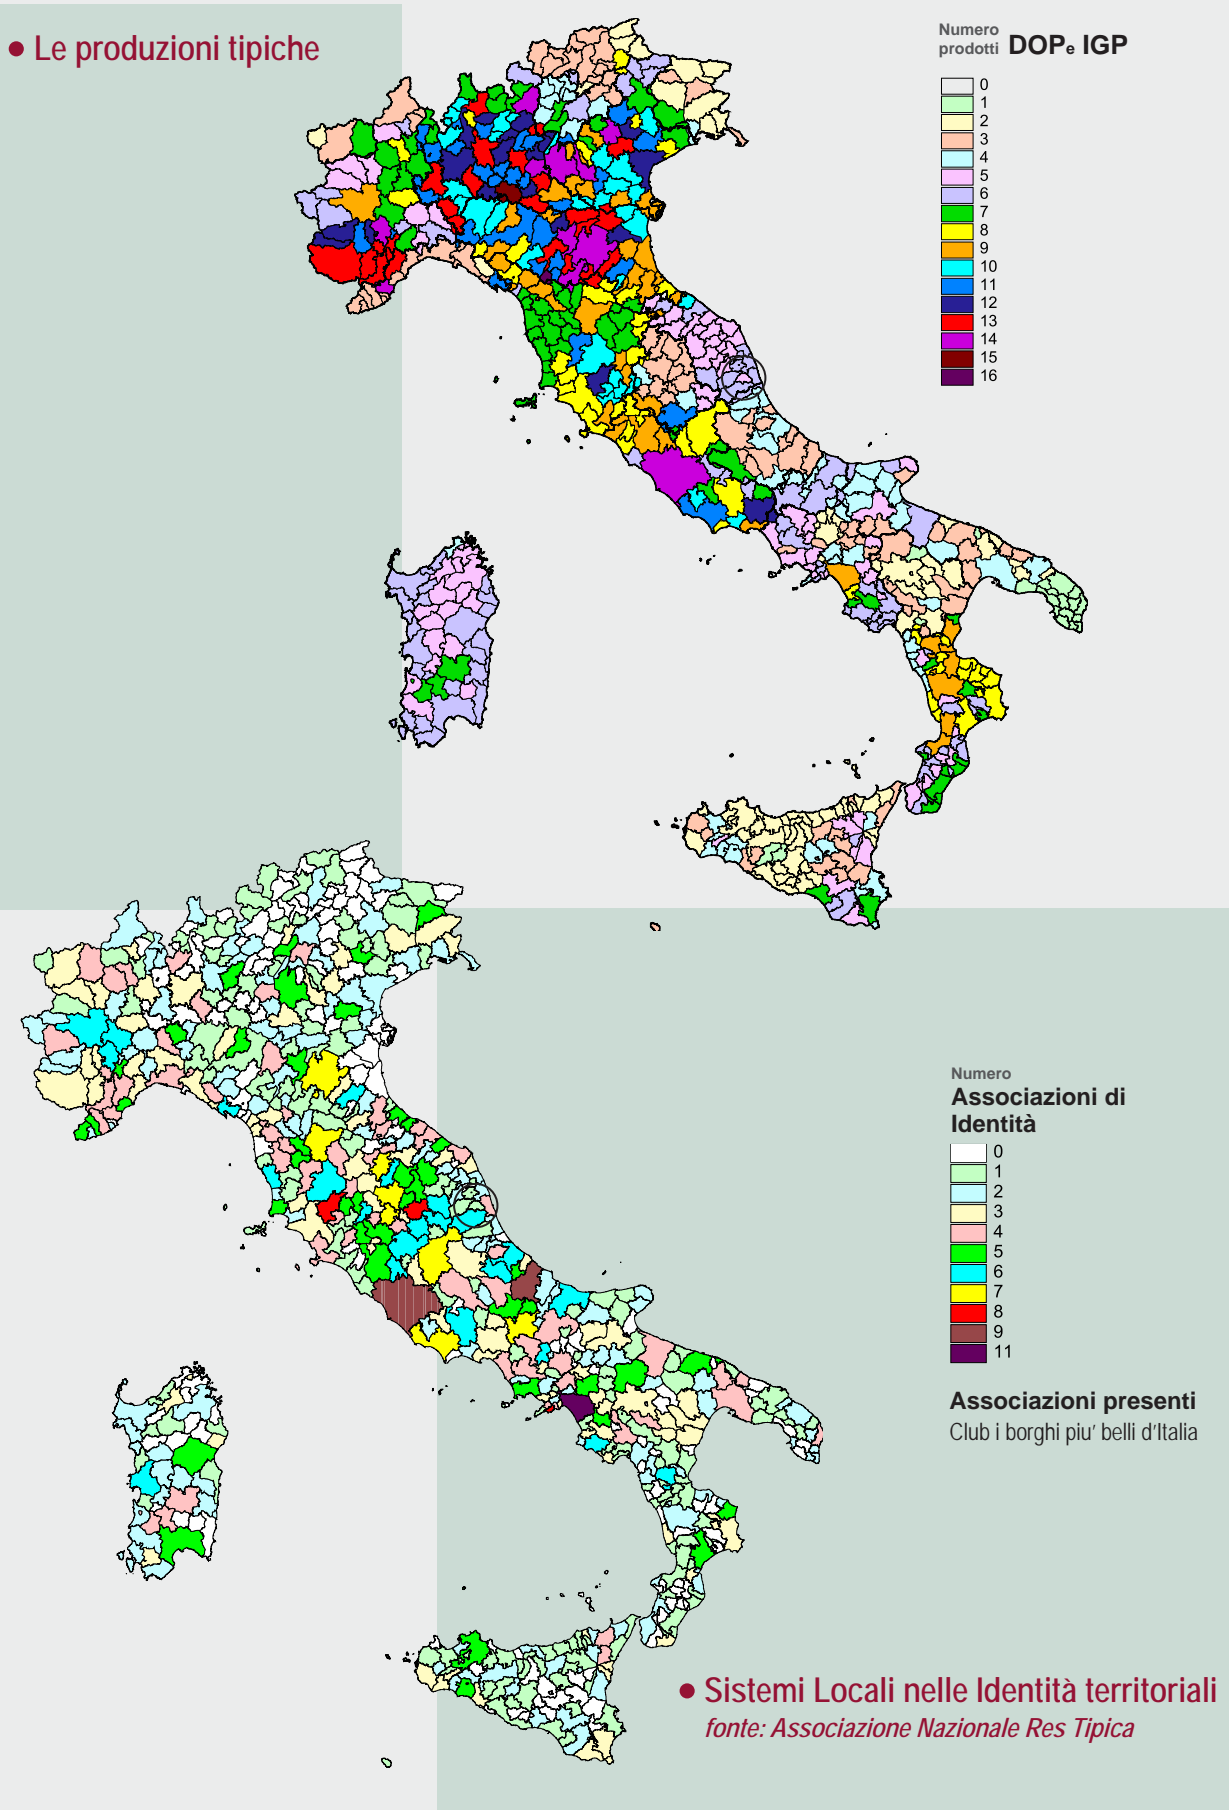 • Le produzioni tipiche
Numero
prodotti DOPe IGP
0
1
2
3
4
5
6
7
8
9
10
11
12
13
14
15
16
Numero
Associazioni di
Identità
0
1
2
3
4
5
6
7
8
9
11
Associazioni presenti
Club i borghi piu' belli d'Italia
• Sistemi Locali nelle Identità territoriali
fonte: Associazione Nazionale Res Tipica